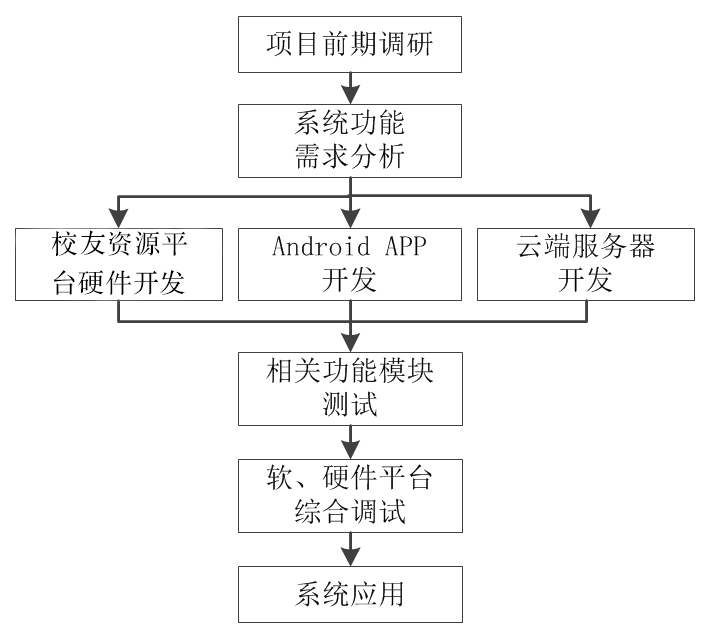 项目前期调研
系统功能
需求分析
校友资源平
台硬件开发
Android APP
开发
云端服务器
开发
相关功能模块
测试
软、硬件平台
综合调试
系统应用